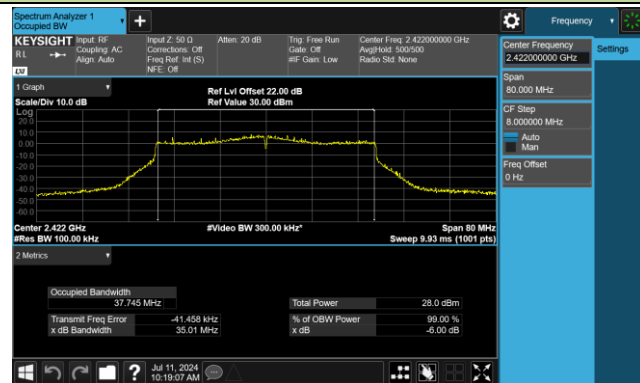 Spectrum Analyzer 1
Occupied BW
Frequency
KEYSIGHT
RL
Input: RF
Coupling: AC
Align: Auto
Input Z: 50 Ω
Corrections: Off
Freq Ref: Int (S)
NFE: Off
Atten: 20 dB
Trig: Free Run
Gate: Off
#IF Gain: Low
Center Freq: 2.422000000 GHz
Avg|Hold: 500/500
Radio Std: None
LXI
Center Frequency
2.422000000 GHz
Settings
Span
80.000 MHz
CF Step
8.000000 MHz
Auto
Man
Freq Offset
0 Hz
1 Graph
Scale/Div 10.0 dB
Ref Lvl Offset 22.00 dB
Ref Value 30.00 dBm
Log
20.0
10.0
0.00
-10.0
-20.0
-30.0
-40.0
-50.0
-60.0
Center 2.422 GHz
#Res BW 100.00 kHz
#Video BW 300.00 kHz*
Span 80 MHz
Sweep 9.93 ms (1001 pts)
2 Metrics
Occupied Bandwidth
37.745 MHz
Total Power 28.0 dBm
Transmit Freq Error -41.458 kHz
% of OBW Power 99.00 %
x dB Bandwidth 35.01 MHz
x dB -6.00 dB
?
Jul 11, 2024
10:19:07 AM